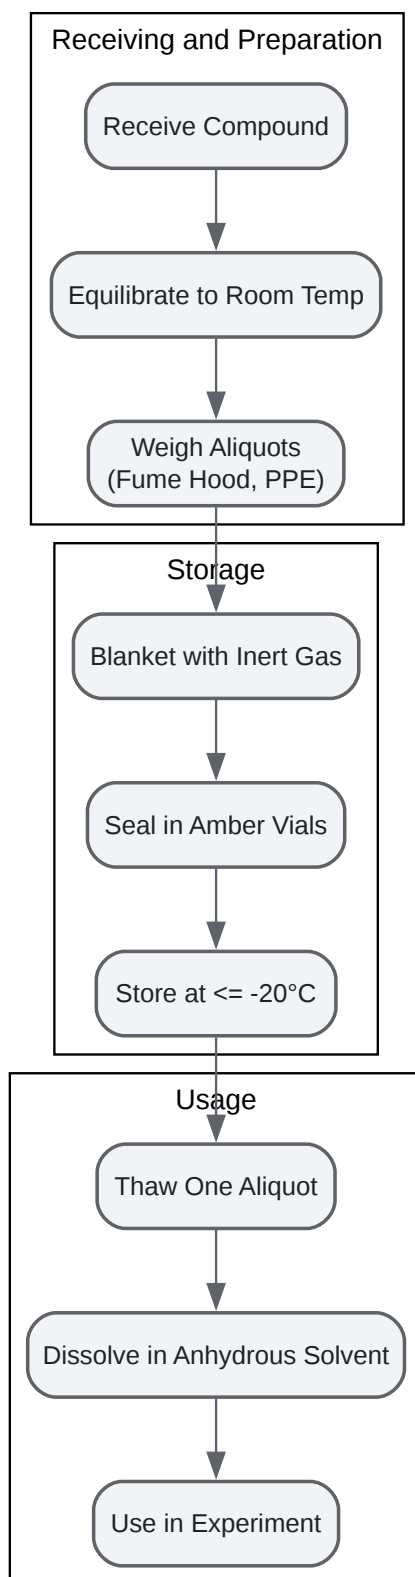 Receiving and Preparation
Receive Compound
Equilibrate to Room Temp
Weigh Aliquots
(Fume Hood, PPE)
Storage
Blanket with Inert Gas
Seal in Amber Vials
Store at <= -20°C
Usage
Thaw One Aliquot
Dissolve in Anhydrous Solvent
Use in Experiment